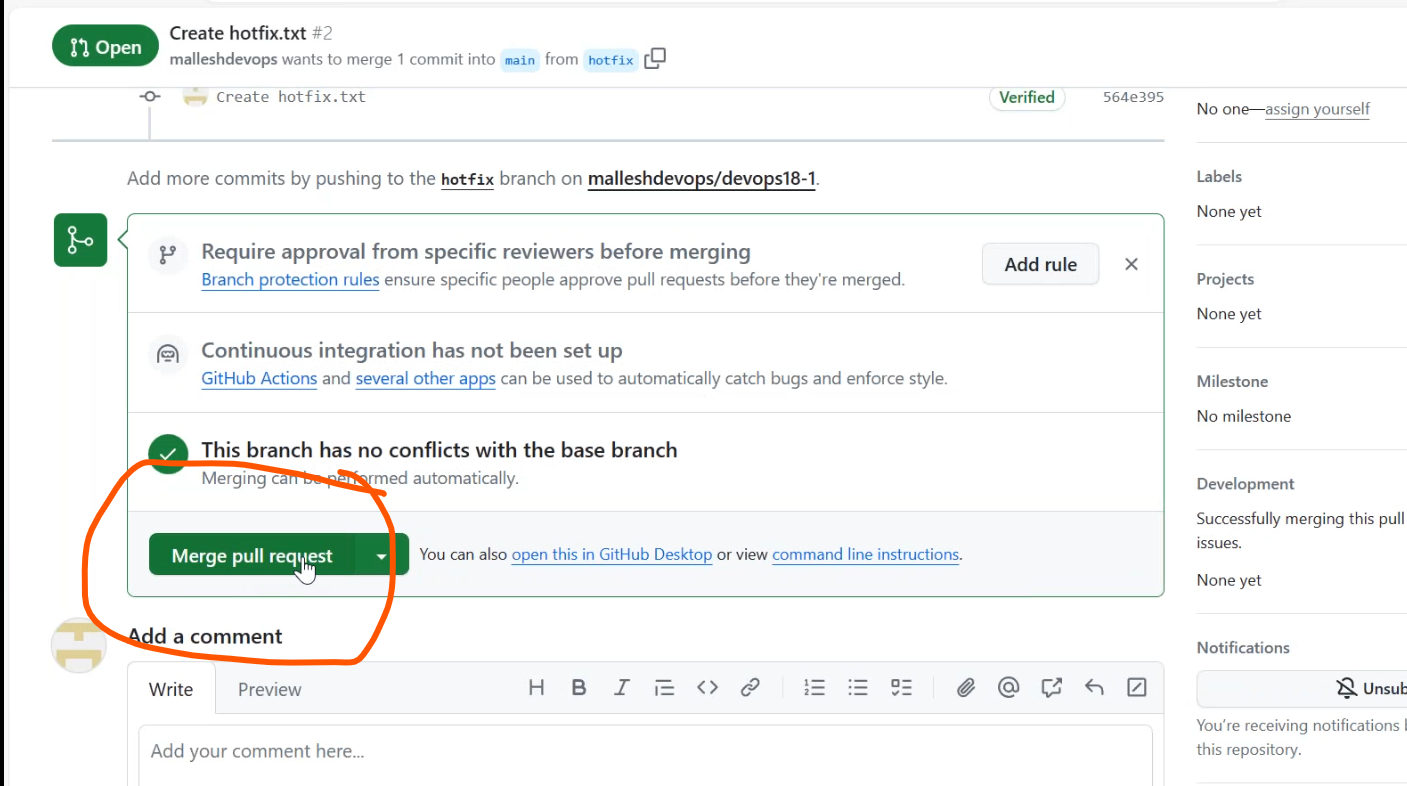 Open
Create hotfix.txt #2
malleshdevops wants to merge 1 commit into main from hotfix
Create hotfix.txt
Verified
564e395
Add more commits by pushing to the hotfix branch on malleshdevops/devops18-1.
Require approval from specific reviewers before merging
Branch protection rules ensure specific people approve pull requests before they're merged.
Add rule
Continuous integration has not been set up
GitHub Actions and several other apps can be used to automatically catch bugs and enforce style.
This branch has no conflicts with the base branch
Merging can be performed automatically.
Merge pull request
You can also open this in GitHub Desktop or view command line instructions.
Add a comment
Write
Preview
Add your comment here...
No one—assign yourself
Labels
None yet
Projects
None yet
Milestone
No milestone
Development
Successfully merging this pull
issues.
None yet
Notifications
Unsub
You're receiving notifications
this repository.